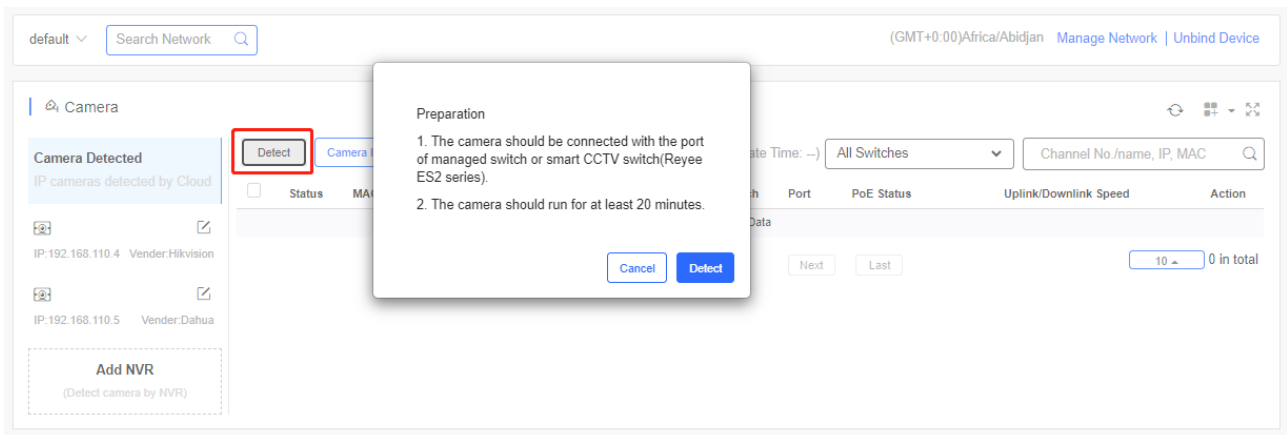 default
Search Network
(GMT+0:00)Africa/Abidjan Manage Network | Unbind Device
Camera
Camera Detected
IP cameras detected by Cloud
IP:192.168.110.4 Vender:Hikvision
IP:192.168.110.5 Vender:Dahua
Add NVR
(Detect camera by NVR)
Detect
Camera
Time: --)
All Switches
Channel No./name, IP, MAC
Status
Port
PoE Status
Uplink/Downlink Speed
Action
Data
Next
Last
10
0 in total
Preparation
1. The camera should be connected with the port
of managed switch or smart CCTV switch(Reyee
ES2 series).
2. The camera should run for at least 20 minutes.
Cancel
Detect